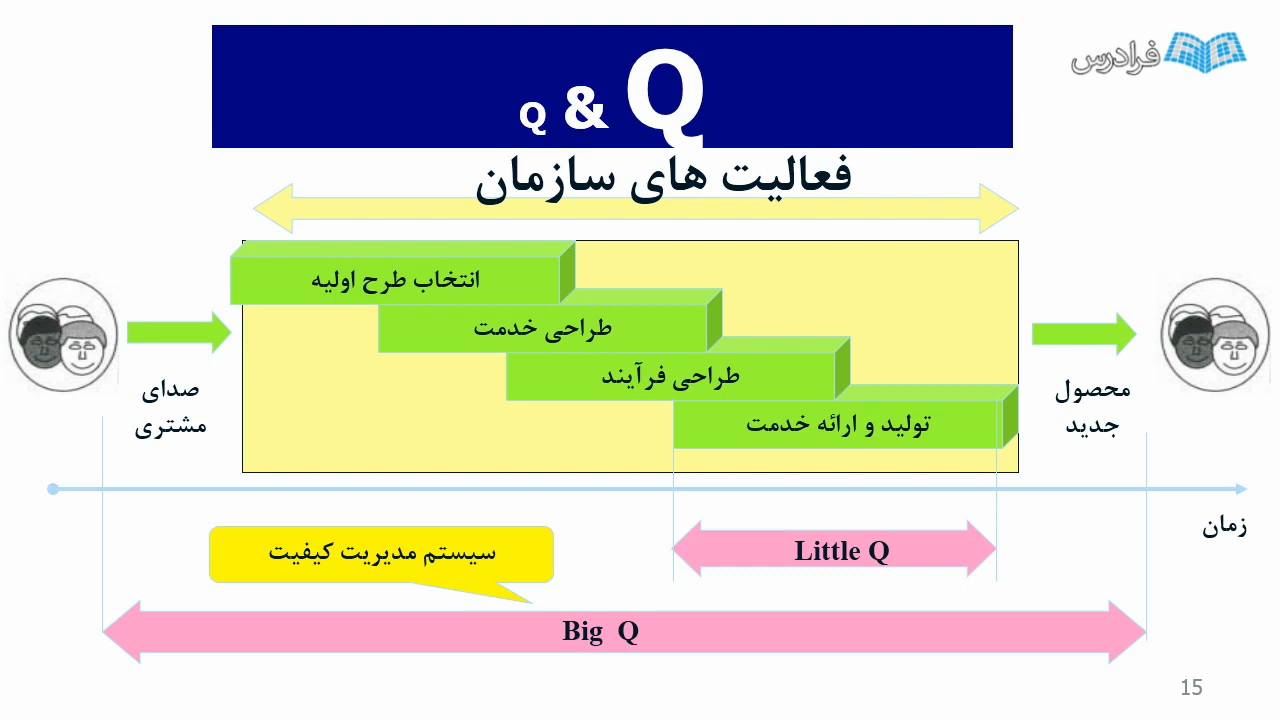 فرادرس
Q & Q
فعالیت های سازمان
انتخاب طرح اولیه
طراحی خدمت
طراحی فرآیند
تولید و ارائه خدمت
صدای
مشتری
محصول
جدید
زمان
سیستم مدیریت کیفیت
Little Q
Big Q
15